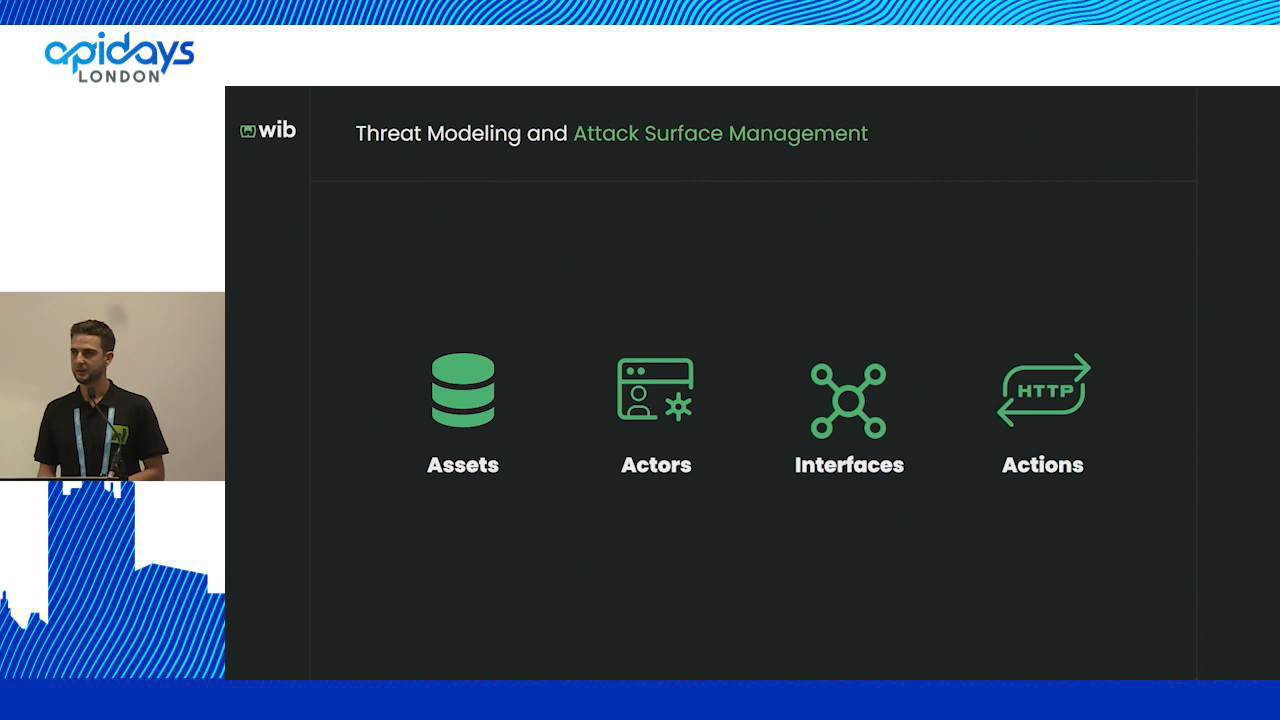 apidays
LONDON
wib
Threat Modeling and Attack Surface Management
HTTP
Assets
Actors
Interfaces
Actions